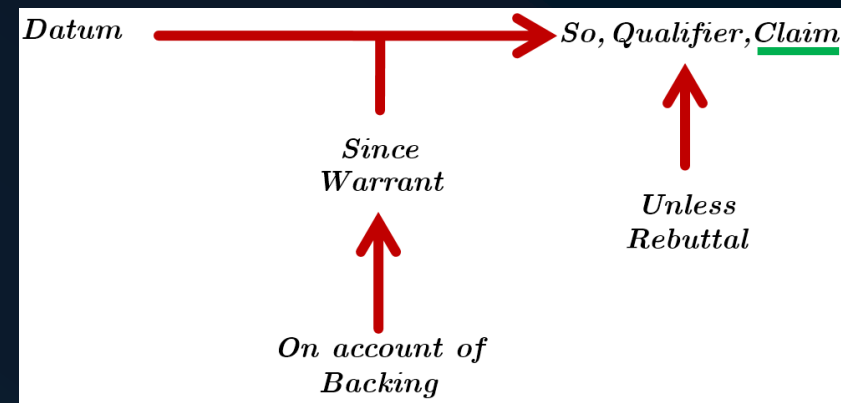 Datum
So, Qualifier, Claim
Since
Warrant
Unless
Rebuttal
On account of
Backing